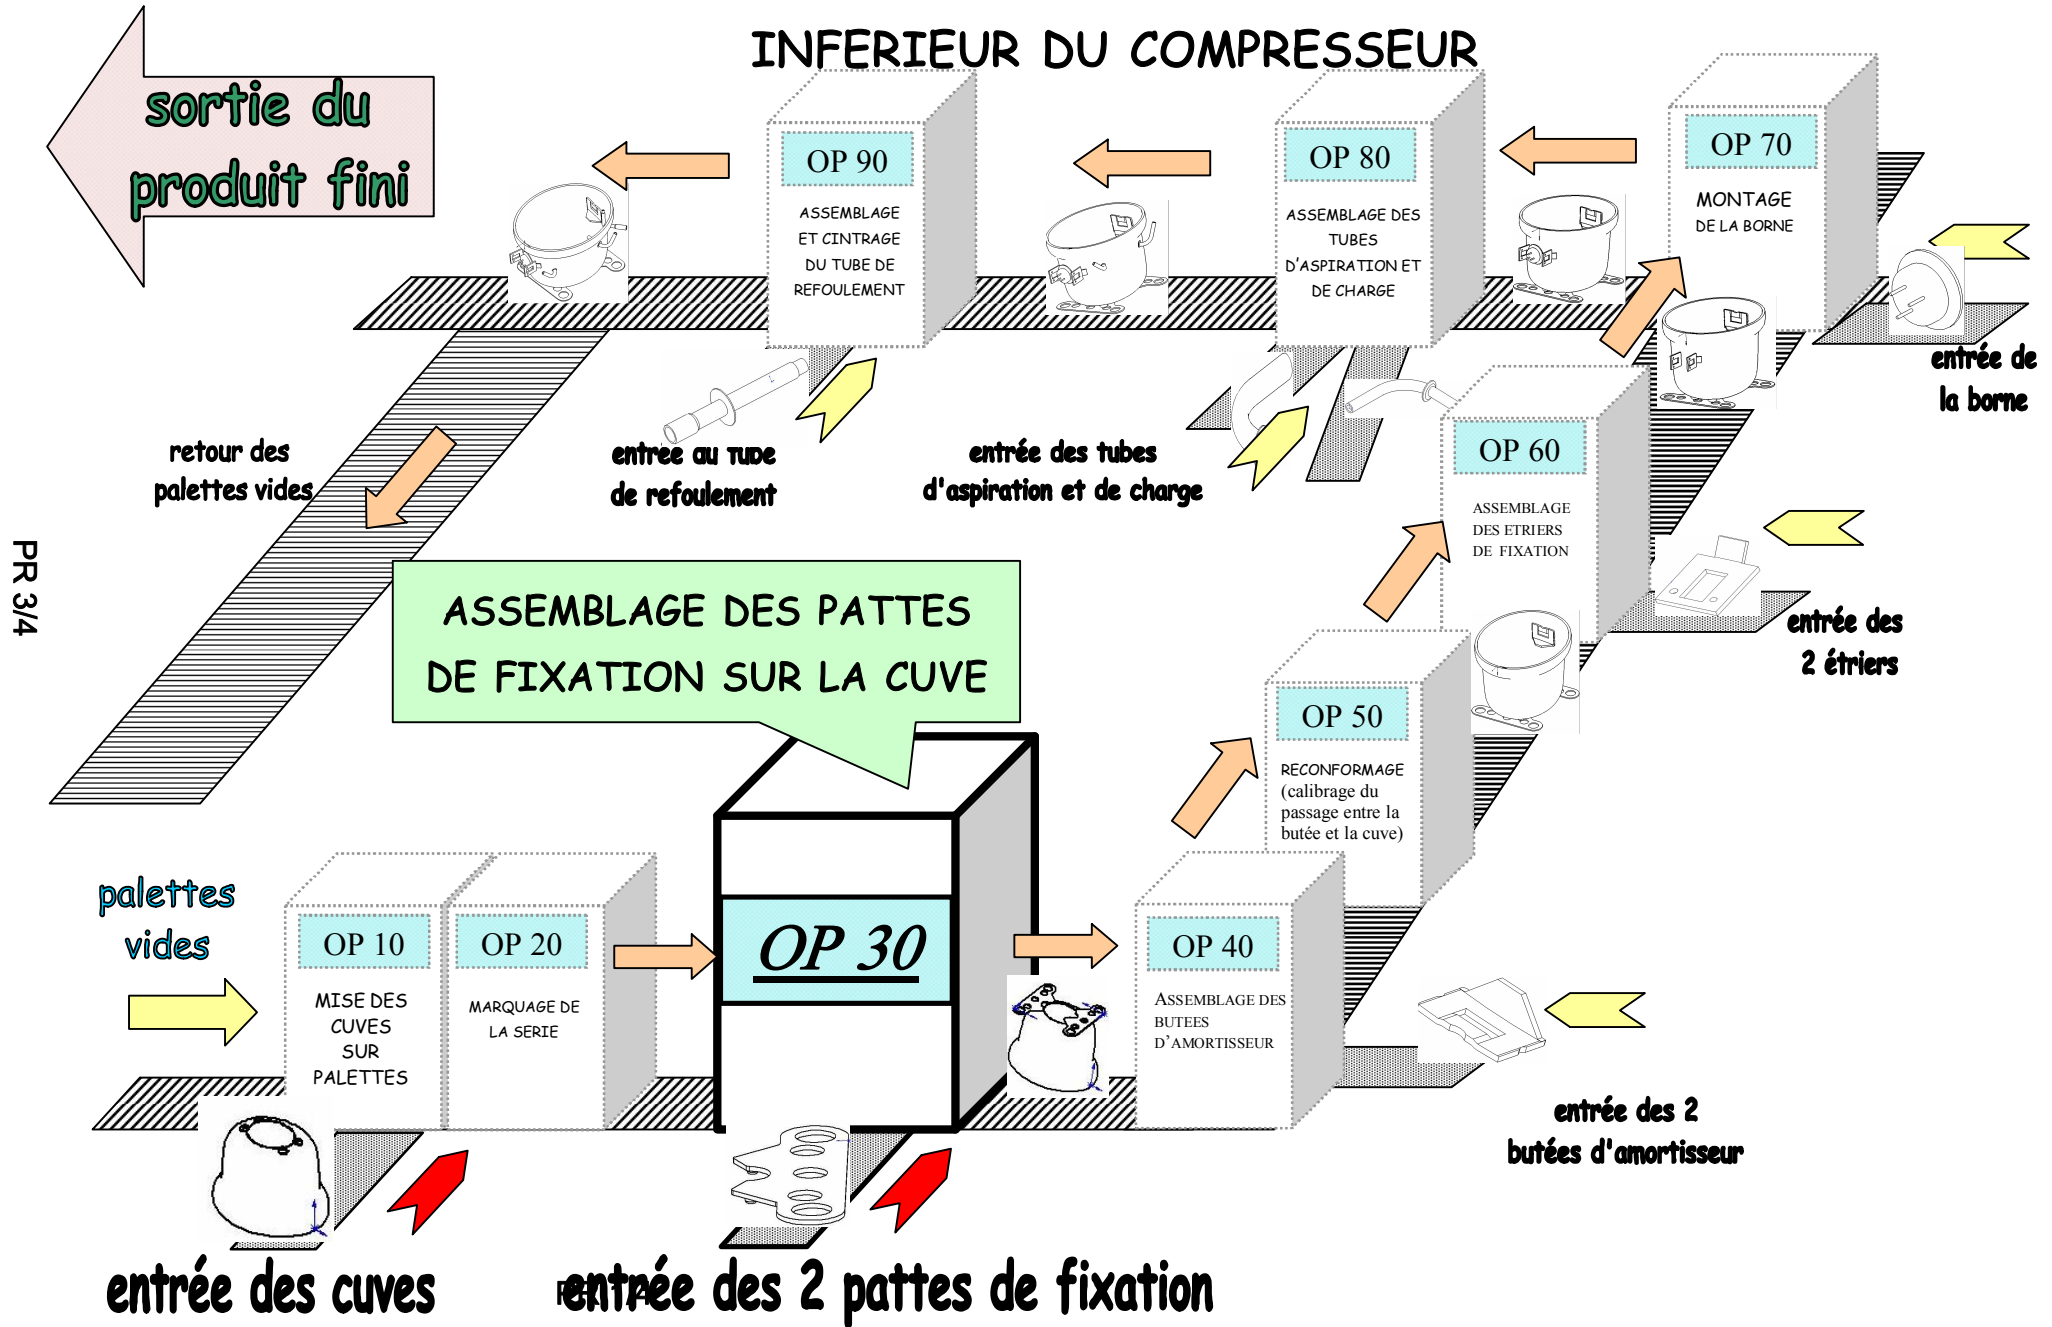 INFERIEUR DU COMPRESSEUR
sortie du
produit fini
OP 90
ASSEMBLAGE
ET CINTRAGE
DU TUBE DE
REFOULEMENT
OP 80
ASSEMBLAGE DES
TUBES
D'ASPIRATION ET
DE CHARGE
OP 70
MONTAGE
DE LA BORNE
entrée de
la borne
retour des
palettes vides
entrée du tube
de refoulement
entrée des tubes
d'aspiration et de charge
OP 60
ASSEMBLAGE
DES ETRIERS
DE FIXATION
entrée des
2 étriers
PR 3/4
ASSEMBLAGE DES PATTES
DE FIXATION SUR LA CUVE
OP 50
RECONFORMAGE
(calibrage du
passage entre la
butée et la cuve)
palettes
vides
OP 10
MISE DES
CUVES
SUR
PALETTES
OP 20
MARQUAGE DE
LA SERIE
OP 30
OP 40
ASSEMBLAGE DES
BUTEES
D'AMORTISSEUR
entrée des 2
butées d'amortisseur
entrée des cuves
entrée des 2 pattes de fixation